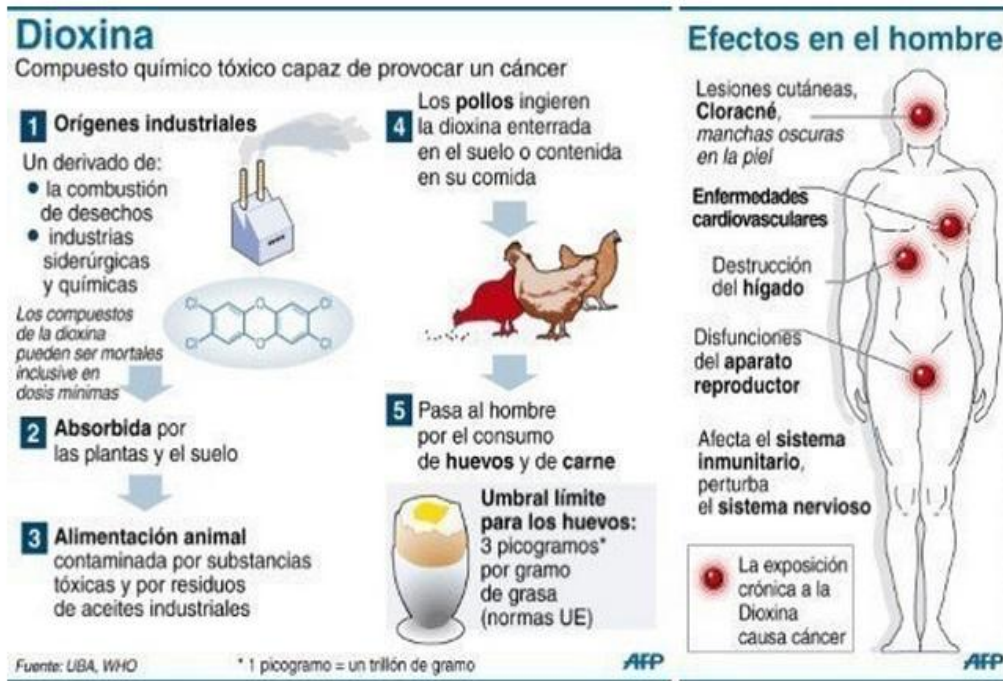 Dioxina
Compuesto químico tóxico capaz de provocar un cáncer
1 Orígenes industriales
Un derivado de:
• la combustión
de desechos
• industrias
siderúrgicas
y químicas
Los compuestos
de la dioxina
pueden ser mortales
inclusive en
dosis mínimas
Cl
O
Cl
Cl
O
Cl
2 Absorbida por
las plantas y el suelo
3 Alimentación animal
contaminada por substancias
tóxicas y por residuos
de aceites industriales
4 Los pollos ingieren
la dioxina enterrada
en el suelo o contenida
en su comida
5 Pasa al hombre
por el consumo
de huevos y de carne
Umbral límite
para los huevos:
3 picogramos*
por gramo
de grasa
(normas UE)
Fuente: UBA, WHO
* 1 picogramo = un trillón de gramo
AFP
Efectos en el hombre
Lesiones cutáneas,
Cloracné,
manchas oscuras
en la piel
Enfermedades
cardiovasculares
Destrucción
del hígado
Disfunciones
del aparato
reproductor
Afecta el sistema
inmunitario,
perturba
el sistema nervioso
La exposición
crónica a la
Dioxina
causa cáncer
AFP